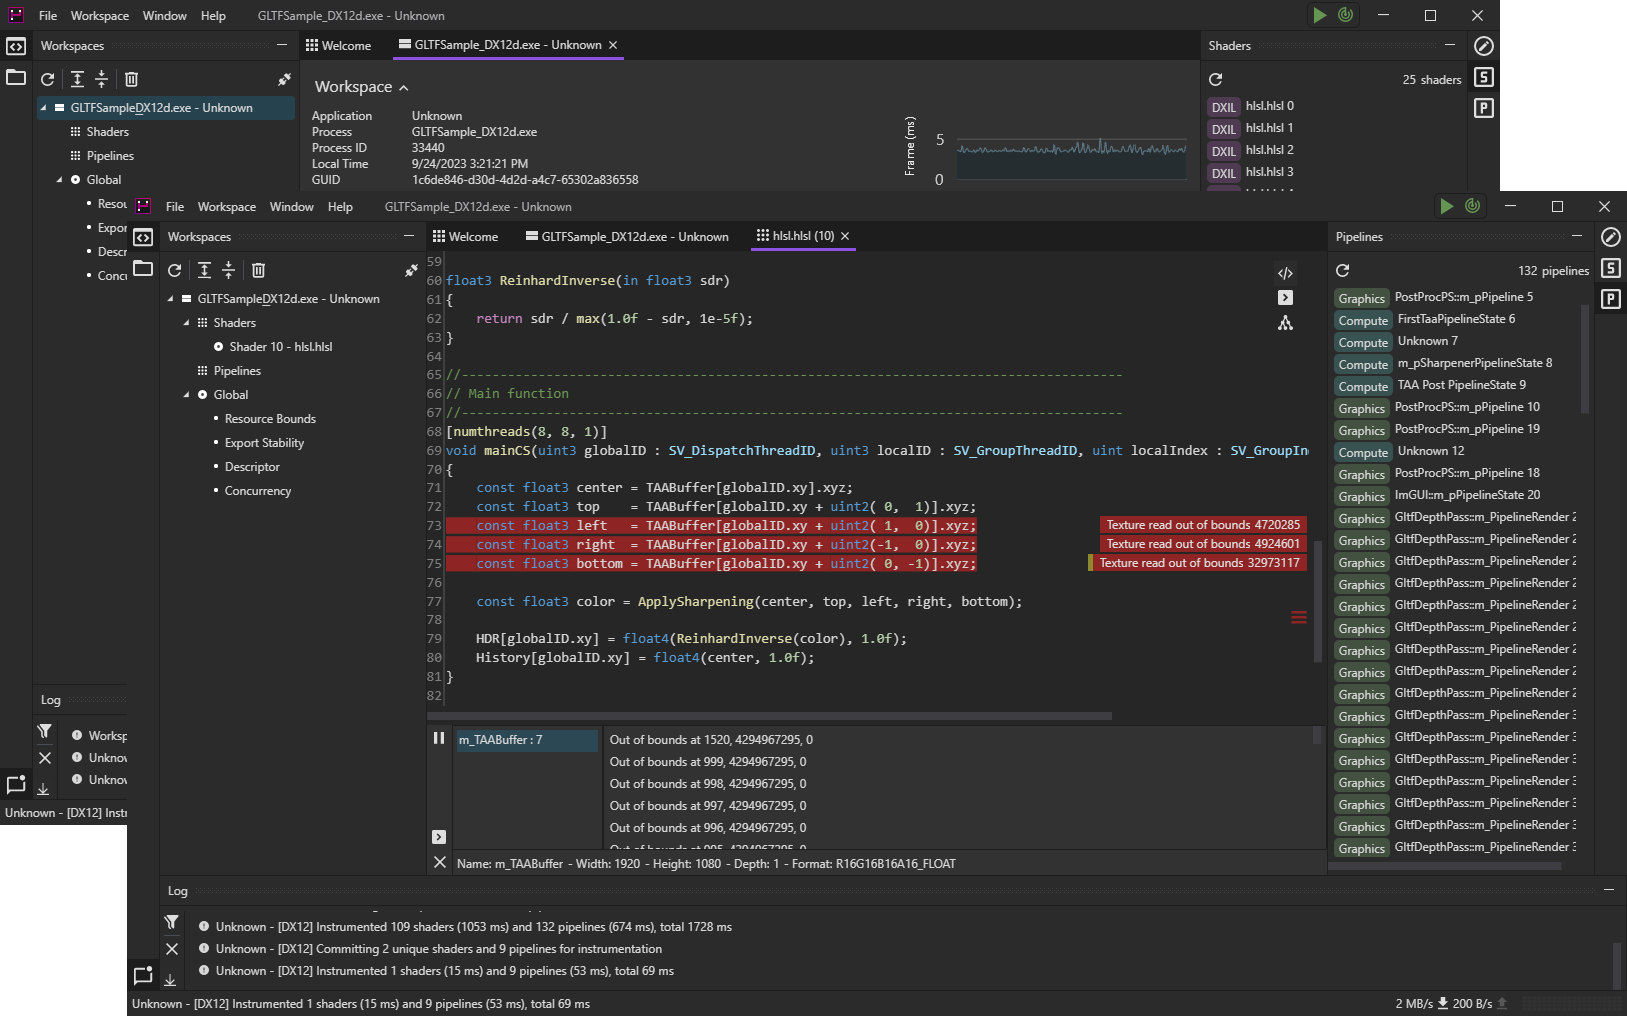 File Workspace Window Help GLTFSample_DX12d.exe - Unknown
Workspaces
GLTFSampleDX12d.exe - Unknown
Shaders
Pipelines
Global
Welcome
GLTFSample_DX12d.exe - Unknown
Workspace
Application Unknown
Process GLTFSample_DX12d.exe
Process ID 33440
Local Time 9/24/2023 3:21:21 PM
GUID 1c6de846-d30d-4d2d-a4c7-65302a836558
Frame (ms)
5
0
Shaders
25 shaders
DXIL hlsl.hlsl 0
DXIL hlsl.hlsl 1
DXIL hlsl.hlsl 2
DXIL hlsl.hlsl 3
S
P
Log
Unknown - [DX12] Instr
File Workspace Window Help GLTFSample_DX12d.exe - Unknown
Workspaces
GLTFSampleDX12d.exe - Unknown
Shaders
Shader 10 - hlsl.hlsl
Pipelines
Global
Resource Bounds
Export Stability
Descriptor
Concurrency
Welcome
GLTFSample_DX12d.exe - Unknown
hlsl.hlsl (10)
59
60 float3 ReinhardInverse(in float3 sdr)
61 {
62 return sdr / max(1.0f - sdr, 1e-5f);
63 }
64
65 //--------------------------------------------------------------------------------------
66 // Main function
67 //--------------------------------------------------------------------------------------
68 [numthreads(8, 8, 1)]
69 void mainCS(uint3 globalID : SV_DispatchThreadID, uint3 localID : SV_GroupThreadID, uint localIndex : SV_GroupIn
70 {
71 const float3 center = TAABuffer[globalID.xy].xyz;
72 const float3 top = TAABuffer[globalID.xy + uint2( 0, 1)].xyz;
73 const float3 left = TAABuffer[globalID.xy + uint2( 1, 0)].xyz; Texture read out of bounds 4720285
74 const float3 right = TAABuffer[globalID.xy + uint2(-1, 0)].xyz; Texture read out of bounds 4924601
75 const float3 bottom = TAABuffer[globalID.xy + uint2( 0, -1)].xyz; Texture read out of bounds 32973117
76
77 const float3 color = ApplySharpening(center, top, left, right, bottom);
78
79 HDR[globalID.xy] = float4(ReinhardInverse(color), 1.0f);
80 History[globalID.xy] = float4(center, 1.0f);
81 }
82
m_TAABuffer : 7
Out of bounds at 1520, 4294967295, 0
Out of bounds at 999, 4294967295, 0
Out of bounds at 998, 4294967295, 0
Out of bounds at 997, 4294967295, 0
Out of bounds at 996, 4294967295, 0
Name: m_TAABuffer - Width: 1920 - Height: 1080 - Depth: 1 - Format: R16G16B16A16_FLOAT
Pipelines
132 pipelines
Graphics PostProcPS::m_pPipeline 5
Compute FirstTaaPipelineState 6
Compute Unknown 7
Compute m_pSharpenerPipelineState 8
Compute TAA Post PipelineState 9
Graphics PostProcPS::m_pPipeline 10
Graphics PostProcPS::m_pPipeline 19
Compute Unknown 12
Graphics PostProcPS::m_pPipeline 18
Graphics ImGUI::m_pPipelineState 20
Graphics GltfDepthPass::m_PipelineRender 2
Graphics GltfDepthPass::m_PipelineRender 2
Graphics GltfDepthPass::m_PipelineRender 2
Graphics GltfDepthPass::m_PipelineRender 2
Graphics GltfDepthPass::m_PipelineRender 2
Graphics GltfDepthPass::m_PipelineRender 2
Graphics GltfDepthPass::m_PipelineRender 2
Graphics GltfDepthPass::m_PipelineRender 2
Graphics GltfDepthPass::m_PipelineRender 2
Graphics GltfDepthPass::m_PipelineRender 3
Graphics GltfDepthPass::m_PipelineRender 3
Graphics GltfDepthPass::m_PipelineRender 3
Graphics GltfDepthPass::m_PipelineRender 3
Graphics GltfDepthPass::m_PipelineRender 3
Graphics GltfDepthPass::m_PipelineRender 3
Graphics GltfDepthPass::m_PipelineRender 3
S
P
Log
Unknown - [DX12] Instrumented 109 shaders (1053 ms) and 132 pipelines (674 ms), total 1728 ms
Unknown - [DX12] Committing 2 unique shaders and 9 pipelines for instrumentation
Unknown - [DX12] Instrumented 1 shaders (15 ms) and 9 pipelines (53 ms), total 69 ms
Unknown - [DX12] Instrumented 1 shaders (15 ms) and 9 pipelines (53 ms), total 69 ms
2 MB/s 200 B/s